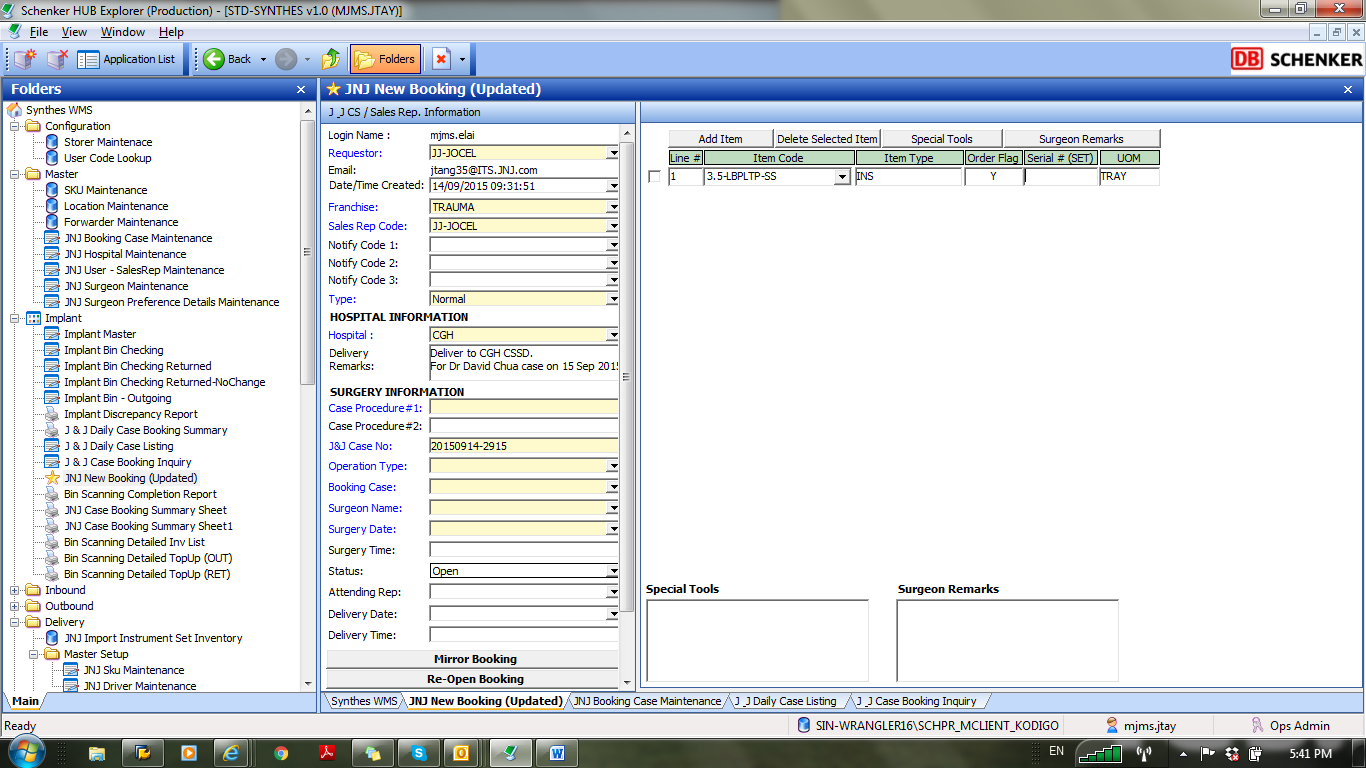 Schenker HUB Explorer (Production) - [STD-SYNTHES v1.0 (MJMS.JTAY)]
File View Window Help
Application List Back Folders
DB SCHENKER
Folders
Synthes WMS
Configuration
Storer Maintenace
User Code Lookup
Master
SKU Maintenance
Location Maintenance
Forwarder Maintenance
JNJ Booking Case Maintenance
JNJ Hospital Maintenance
JNJ User - SalesRep Maintenance
JNJ Surgeon Maintenance
JNJ Surgeon Preference Details Maintenance
Implant
Implant Master
Implant Bin Checking
Implant Bin Checking Returned
Implant Bin Checking Returned-NoChange
Implant Bin - Outgoing
Implant Discrepancy Report
J & J Daily Case Booking Summary
J & J Daily Case Listing
J & J Case Booking Inquiry
JNJ New Booking (Updated)
Bin Scanning Completion Report
JNJ Case Booking Summary Sheet
JNJ Case Booking Summary Sheet1
Bin Scanning Detailed Inv List
Bin Scanning Detailed TopUp (OUT)
Bin Scanning Detailed TopUp (RET)
Inbound
Outbound
Delivery
JNJ Import Instrument Set Inventory
Master Setup
JNJ Sku Maintenance
JNJ Driver Maintenance
Main
JNJ New Booking (Updated)
J _J CS / Sales Rep. Information
Login Name : mjms.elai
Requestor: JJ-JOCEL
Email: jtang35@ITS.JNJ.com
Date/Time Created: 14/09/2015 09:31:51
Franchise: TRAUMA
Sales Rep Code: JJ-JOCEL
Notify Code 1:
Notify Code 2:
Notify Code 3:
Type: Normal
HOSPITAL INFORMATION
Hospital : CGH
Delivery Remarks: Deliver to CGH CSSD.
For Dr David Chua case on 15 Sep 201
SURGERY INFORMATION
Case Procedure#1:
Case Procedure#2:
J&J Case No: 20150914-2915
Operation Type:
Booking Case:
Surgeon Name:
Surgery Date:
Surgery Time:
Status: Open
Attending Rep:
Delivery Date:
Delivery Time:
Mirror Booking
Re-Open Booking
Add Item Delete Selected Item Special Tools Surgeon Remarks
Line # Item Code Item Type Order Flag Serial # (SET) UOM
1 3.5-LBPLTP-SS INS Y TRAY
Special Tools Surgeon Remarks
Synthes WMS JNJ New Booking (Updated) JNJ Booking Case Maintenance J _J Daily Case Listing J _J Case Booking Inquiry
Ready SIN-WRANGLER16\SCHPR_MCLIENT_KODIGO mjms.jtay Ops Admin
EN 5:41 PM